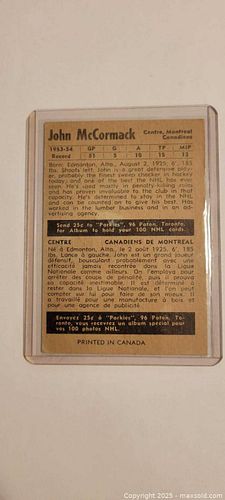 John McCormack
Centre, Montreal
Canadiens
1953-54 GP G A TP MIP
Record 51 5 10 15 12
Born: Edmonton, Alta., August 2, 1925, 6', 185
lbs. Shoots left. John is a great defensive play-
er, probably the finest sweep checker in hockey
today; and one of the best the NHL has ever
seen. He's used mostly in penalty-killing roles
and has proven invaluable to the club in that
capacity. He's determined to stay in the NHL
and can be counted on to give his best. Has
worked in the lumber business and in an ad-
vertising agency.
Send 25c to "Parkies", 96 Paton, Toronto,
for Album to hold your 100 NHL cards.
CENTRE CANADIENS DE MONTREAL
Né à Edmonton, Alta, le 2 août 1925, 6', 185
lbs. Lance à gauche. John est un grand joueur
défensif, bousculant probablement avec une
efficacité jamais recontrée dans la Ligue
Nationale comme ailleurs. On l'employa pour
arrêter des coups de pénalité, puis il prouva
sa capacité inestimable. Il est déterminé à
rester dans la Ligue Nationale, et l'on peut
compter sur lui pour faire de son mieux. Il
a travaillé pour une manufacture à bois et
pour une agence de publicité.
Envoyez 25¢ à "Parkies", 96 Paton, To-
ronto, vous recevrez un album spécial pour
vos 100 photos NHL.
PRINTED IN CANADA
Copyright 2025 - maxsold.com